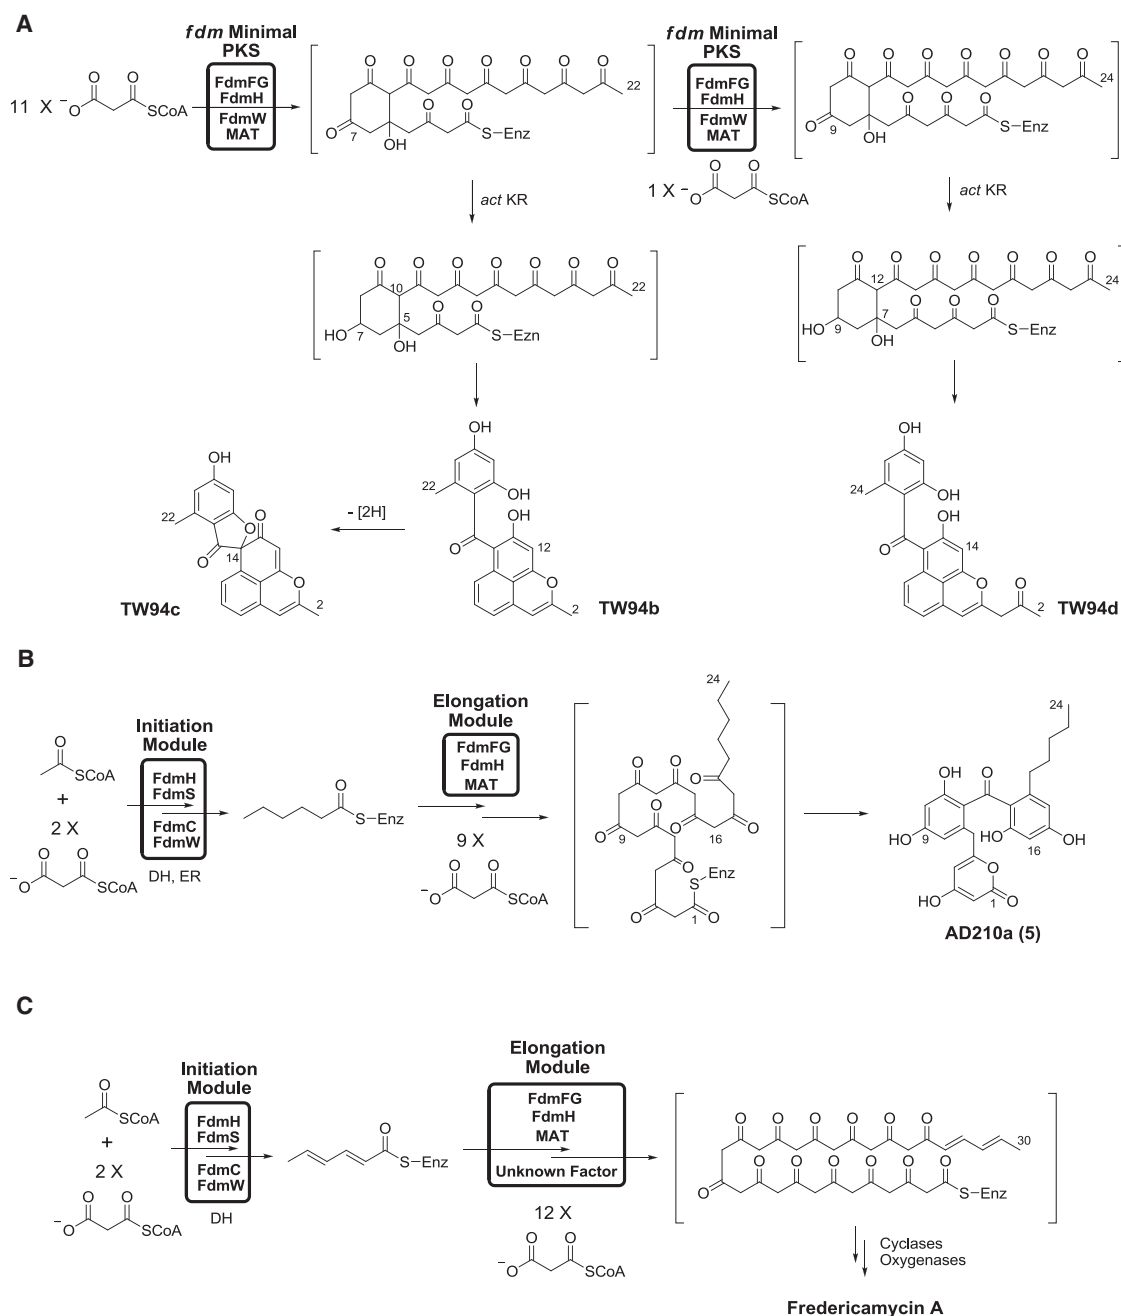 A
fdm Minimal
PKS
FdmFG
FdmH
FdmW
MAT
11 X
−O
O O
SCoA
O O O O O O O
22
O O
O
7
OH
S−Enz
fdm Minimal
PKS
FdmFG
FdmH
FdmW
MAT
1 X
−O
O O
SCoA
O O O O O O O
24
O O O
O
9
OH
S−Enz
act KR
act KR
O O O O O O O
10
22
O O
HO
7
5
OH
S−Ezn
O O O O O O O
12
24
O O O
HO
9
7
OH
S−Enz
OH
22
O
O
O
14
O
2
TW94c
- [2H]
OH
22
OH
OH
O
12
O
2
TW94b
OH
24
OH
OH
O
14
O
O
2
TW94d
B
O
SCoA
+
2 X
O O
−O
SCoA
Initiation
Module
FdmH
FdmS
FdmC
FdmW
DH, ER
O
S−Enz
Elongation
Module
FdmFG
FdmH
MAT
9 X
O O
−O
SCoA
24
O
O O
O
9
O
O
16
O
O
S−Enz
O
1
O
24
OH
O
HO
9
HO
16
OH
O
HO
1
O
AD210a (5)
C
O
SCoA
+
2 X
O O
−O
SCoA
Initiation
Module
FdmH
FdmS
FdmC
FdmW
DH
O
S−Enz
Elongation
Module
FdmFG
FdmH
MAT
Unknown Factor
12 X
O O
−O
SCoA
O O O O O O
30
O O O O O
O
S−Enz
Cyclases
Oxygenases
Fredericamycin A